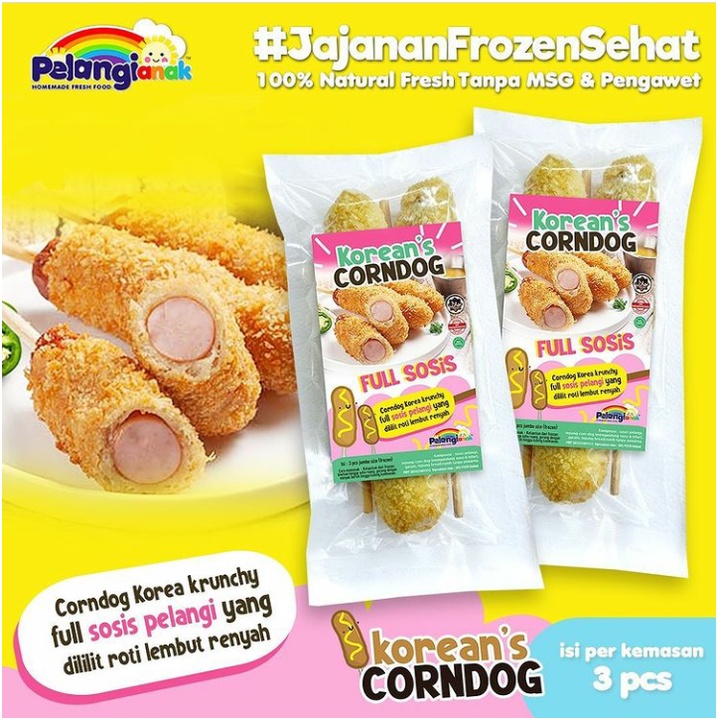 Pelangianak
HOMEMADE FRESH FOOD
#JajananFrozenSehat
100% Natural Fresh Tanpa MSG & Pengawet
Korean's
CORNDOG
FULL SOSIS
Corndog Korea krunchy
full sosis pelangi yang
dililit roti lembut renyah
Pelangianak
Korean's
CORNDOG
FULL SOSIS
Corndog Korea krunchy
full sosis pelangi yang
dililit roti lembut renyah
Pelangianak
Corndog Korea krunchy
full sosis pelangi yang
dililit roti lembut renyah
korean's
CORNDOG
isi per kemasan
3 pcs